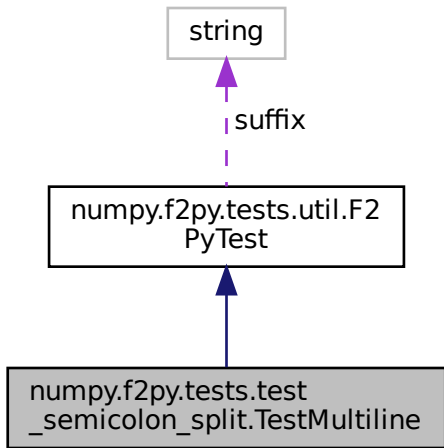 string
suffix
numpy.f2py.tests.util.F2
PyTest
numpy.f2py.tests.test
_semicolon_split.TestMultiline